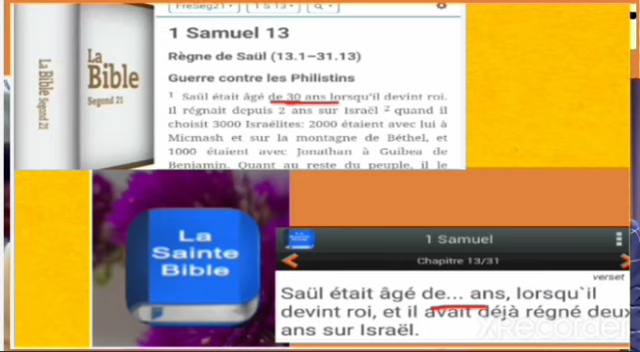 FreSeg21
1 S 13
1 Samuel 13
Règne de Saül (13.1–31.13)
Guerre contre les Philistins
1 Saül était âgé de 30 ans lorsqu'il devint roi.
Il régnait depuis 2 ans sur Israël 2 quand il
choisit 3000 Israélites: 2000 étaient avec lui à
Micmash et sur la montagne de Béthel, et
1000 étaient avec Jonathan à Guibea de
Benjamin. Quant au reste du peuple, il le
La
Bible
Segond 21
La Bible Segond 21
La
Sainte
Bible
1 Samuel
Chapitre 13/31
verset
Saül était âgé de... ans, lorsqu`il
devint roi, et il avait déjà régné deux
ans sur Israël.
XRecorder